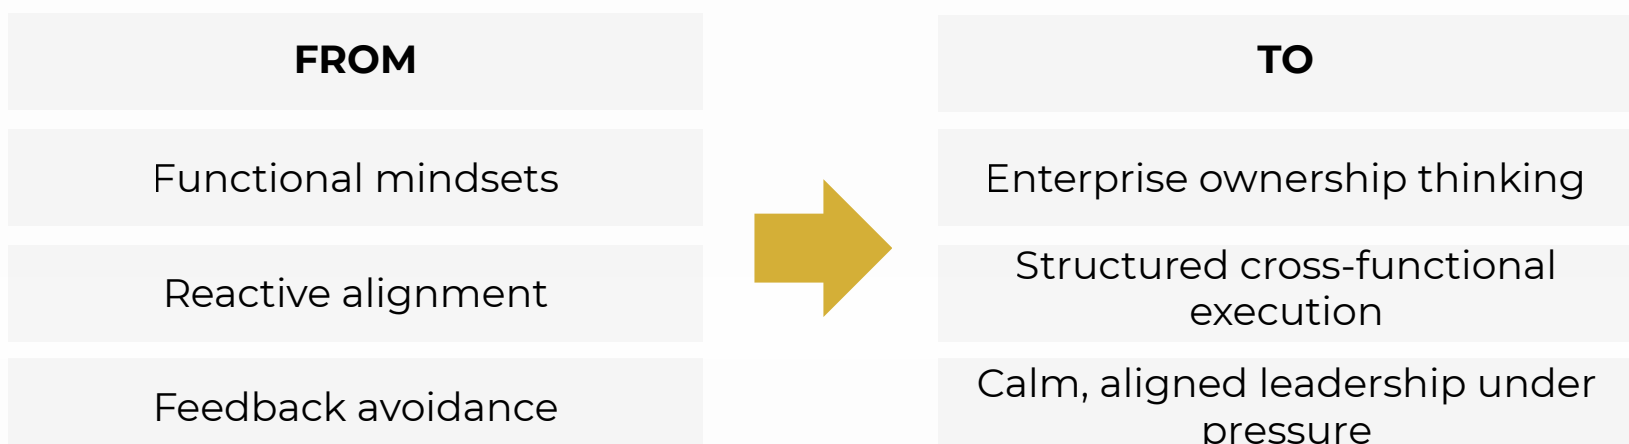 FROM
TO
Functional mindsets
Enterprise ownership thinking
Reactive alignment
Structured cross-functional
execution
Feedback avoidance
Calm, aligned leadership under
pressure